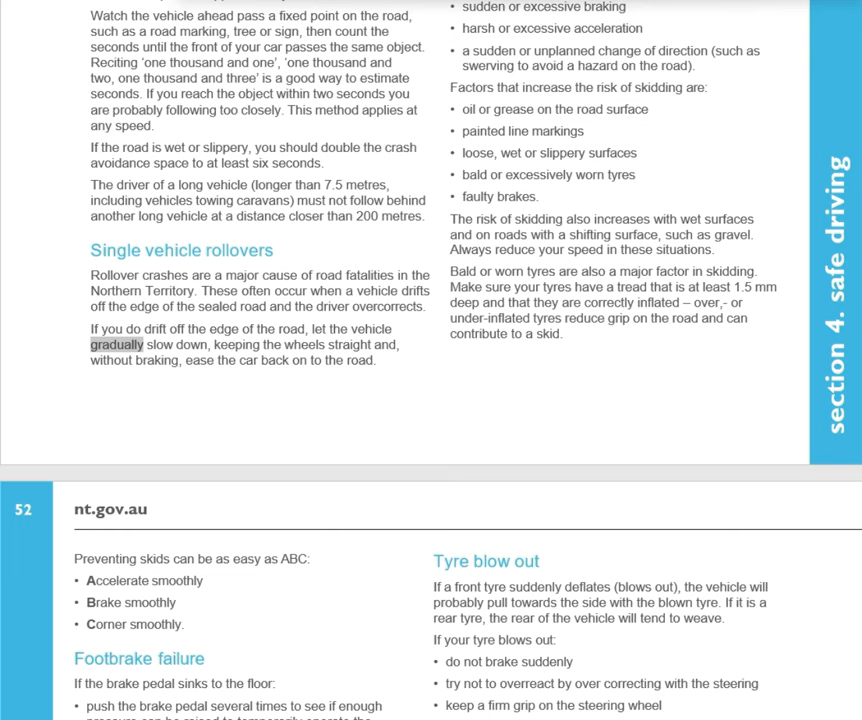 Watch the vehicle ahead pass a fixed point on the road,
such as a road marking, tree or sign, then count the
seconds until the front of your car passes the same object.
Reciting ‘one thousand and one’, ‘one thousand and
two, one thousand and three’ is a good way to estimate
seconds. If you reach the object within two seconds you
are probably following too closely. This method applies at
any speed.
If the road is wet or slippery, you should double the crash
avoidance space to at least six seconds.
The driver of a long vehicle (longer than 7.5 metres,
including vehicles towing caravans) must not follow behind
another long vehicle at a distance closer than 200 metres.
Single vehicle rollovers
Rollover crashes are a major cause of road fatalities in the
Northern Territory. These often occur when a vehicle drifts
off the edge of the sealed road and the driver overcorrects.
If you do drift off the edge of the road, let the vehicle
gradually slow down, keeping the wheels straight and,
without braking, ease the car back on to the road.
• sudden or excessive braking
• harsh or excessive acceleration
• a sudden or unplanned change of direction (such as
swerving to avoid a hazard on the road).
Factors that increase the risk of skidding are:
• oil or grease on the road surface
• painted line markings
• loose, wet or slippery surfaces
• bald or excessively worn tyres
• faulty brakes.
The risk of skidding also increases with wet surfaces
and on roads with a shifting surface, such as gravel.
Always reduce your speed in these situations.
Bald or worn tyres are also a major factor in skidding.
Make sure your tyres have a tread that is at least 1.5 mm
deep and that they are correctly inflated – over,- or
under-inflated tyres reduce grip on the road and can
contribute to a skid.
section 4. safe driving
52
nt.gov.au
Preventing skids can be as easy as ABC:
• Accelerate smoothly
• Brake smoothly
• Corner smoothly.
Footbrake failure
If the brake pedal sinks to the floor:
• push the brake pedal several times to see if enough
Tyre blow out
If a front tyre suddenly deflates (blows out), the vehicle will
probably pull towards the side with the blown tyre. If it is a
rear tyre, the rear of the vehicle will tend to weave.
If your tyre blows out:
• do not brake suddenly
• try not to overreact by over correcting with the steering
• keep a firm grip on the steering wheel